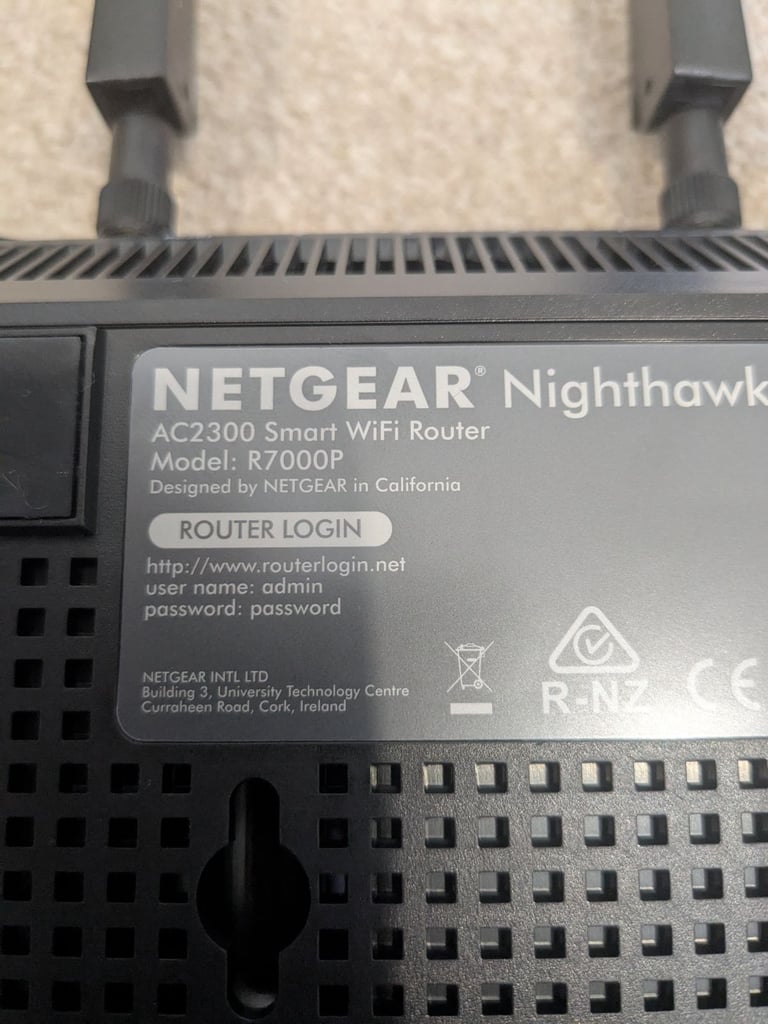 NETGEAR® Nighthawk
AC2300 Smart WiFi Router
Model: R7000P
Designed by NETGEAR in California
ROUTER LOGIN
http://www.routerlogin.net
user name: admin
password: password
NETGEAR INTL LTD
Building 3, University Technology Centre
Curraheen Road, Cork, Ireland
R-NZ
CE